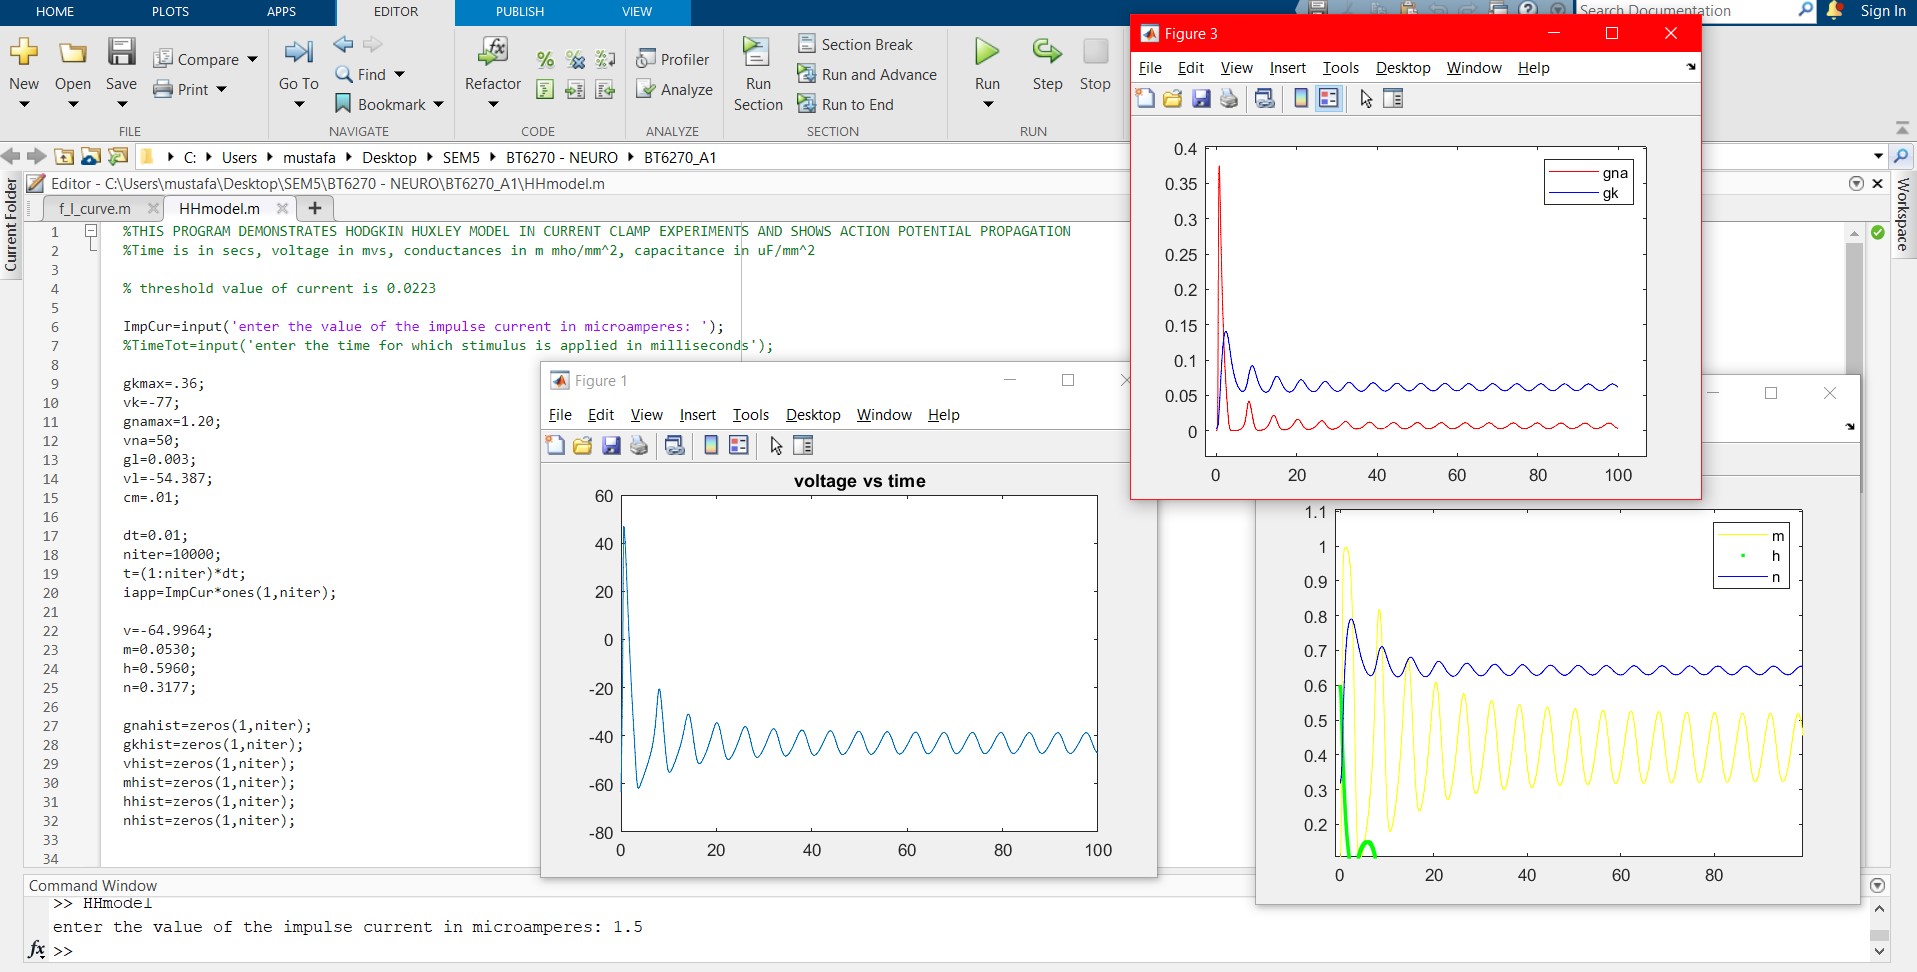 HOME PLOTS APPS EDITOR PUBLISH VIEW Search Documentation Sign In
New Open Save Compare Print Go To Find Bookmark Refactor Profiler Analyze Run Section Section Break Run and Advance Run to End Run Step Stop
FILE NAVIGATE CODE ANALYZE SECTION RUN
C: Users mustafa Desktop SEM5 BT6270 - NEURO BT6270_A1
Current Folder
Workspace
Editor - C:\Users\mustafa\Desktop\SEM5\BT6270 - NEURO\BT6270_A1\HHmodel.m
f_I_curve.m HHmodel.m +
1 %THIS PROGRAM DEMONSTRATES HODGKIN HUXLEY MODEL IN CURRENT CLAMP EXPERIMENTS AND SHOWS ACTION POTENTIAL PROPAGATION
2 %Time is in secs, voltage in mvs, conductances in m mho/mm^2, capacitance in uF/mm^2
3
4 % threshold value of current is 0.0223
5
6 ImpCur=input('enter the value of the impulse current in microamperes: ');
7 %TimeTot=input('enter the time for which stimulus is applied in milliseconds');
8
9 gkmax=.36;
10 vk=-77;
11 gnamax=1.20;
12 vna=50;
13 gl=0.003;
14 vl=-54.387;
15 cm=.01;
16
17 dt=0.01;
18 niter=10000;
19 t=(1:niter)*dt;
20 iapp=ImpCur*ones(1,niter);
21
22 v=-64.9964;
23 m=0.0530;
24 h=0.5960;
25 n=0.3177;
26
27 gnahist=zeros(1,niter);
28 gkhist=zeros(1,niter);
29 vhist=zeros(1,niter);
30 mhist=zeros(1,niter);
31 hhist=zeros(1,niter);
32 nhist=zeros(1,niter);
33
34
Figure 1
File Edit View Insert Tools Desktop Window Help
voltage vs time
60
40
20
0
-20
-40
-60
-80
0 20 40 60 80 100
Figure 3
File Edit View Insert Tools Desktop Window Help
0.4
0.35
0.3
0.25
0.2
0.15
0.1
0.05
0
0 20 40 60 80 100
gna
gk
1.1
1
0.9
0.8
0.7
0.6
0.5
0.4
0.3
0.2
0 20 40 60 80
m
h
n
Command Window
>> HHmodel
enter the value of the impulse current in microamperes: 1.5
fx >>